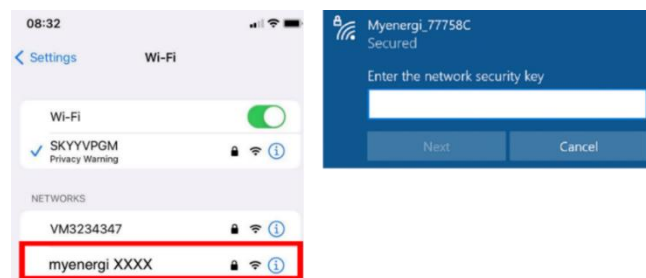 08:32
Settings
Wi-Fi
Wi-Fi
SKYYVPGM
Privacy Warning
NETWORKS
VM3234347
myenergi XXXX
Myenergi_77758C
Secured
Enter the network security key
Next
Cancel